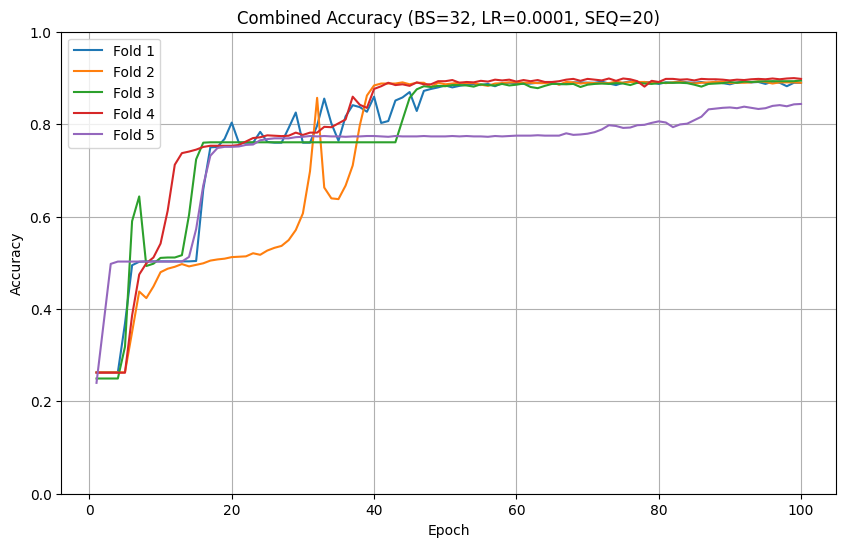 Combined Accuracy (BS=32, LR=0.0001, SEQ=20)
Fold 1
Fold 2
Fold 3
Fold 4
Fold 5
1.0
0.8
0.6
0.4
0.2
0.0
Accuracy
0 20 40 60 80 100
Epoch